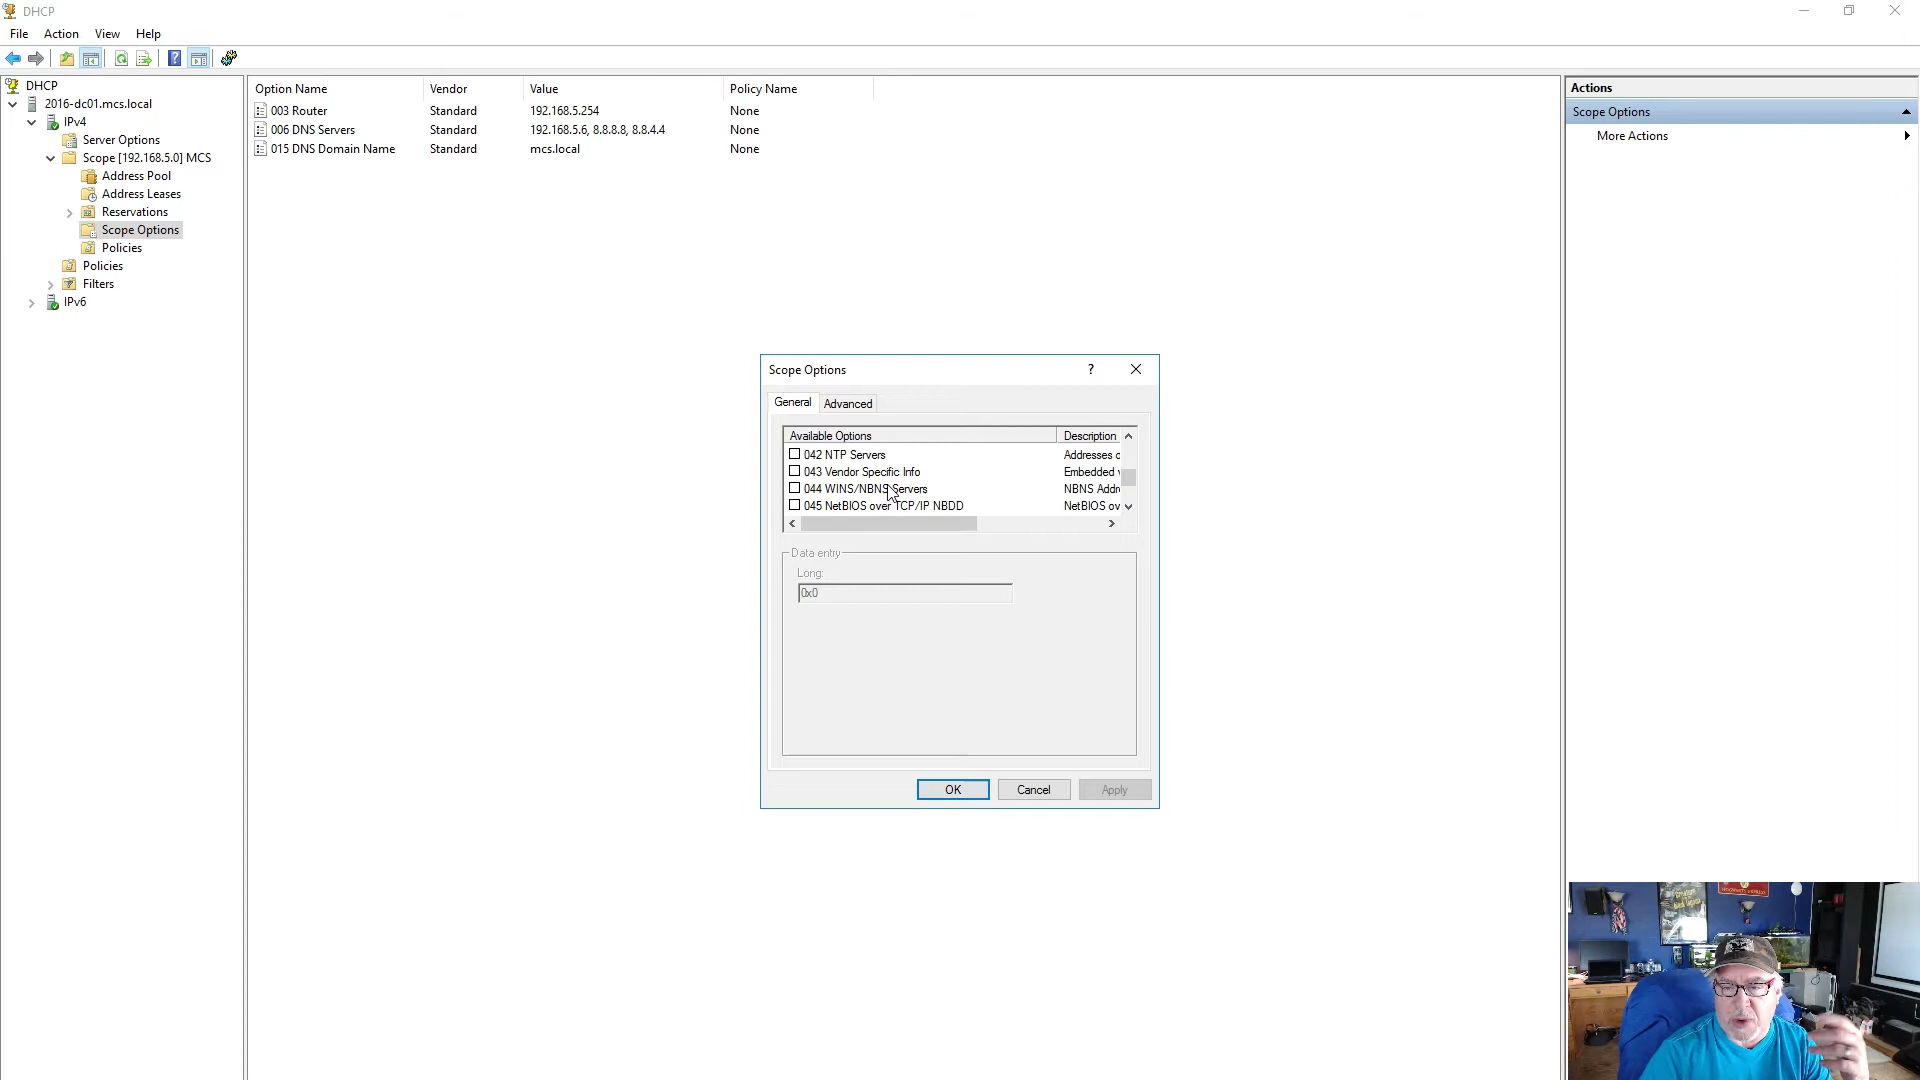 DHCP
File Action View Help
DHCP
2016-dc01.mcs.local
IPv4
Server Options
Scope [192.168.5.0] MCS
Address Pool
Address Leases
Reservations
Scope Options
Policies
Policies
Filters
IPv6
Option Name Vendor Value Policy Name
003 Router Standard 192.168.5.254 None
006 DNS Servers Standard 192.168.5.6, 8.8.8.8, 8.8.4.4 None
015 DNS Domain Name Standard mcs.local None
Scope Options
General Advanced
Available Options Description
042 NTP Servers Addresses c
043 Vendor Specific Info Embedded
044 WINS/NBNS Servers NBNS Addr
045 NetBIOS over TCP/IP NBDD NetBIOS ov
Data entry
Long:
0x0
OK Cancel Apply
Actions
Scope Options
More Actions